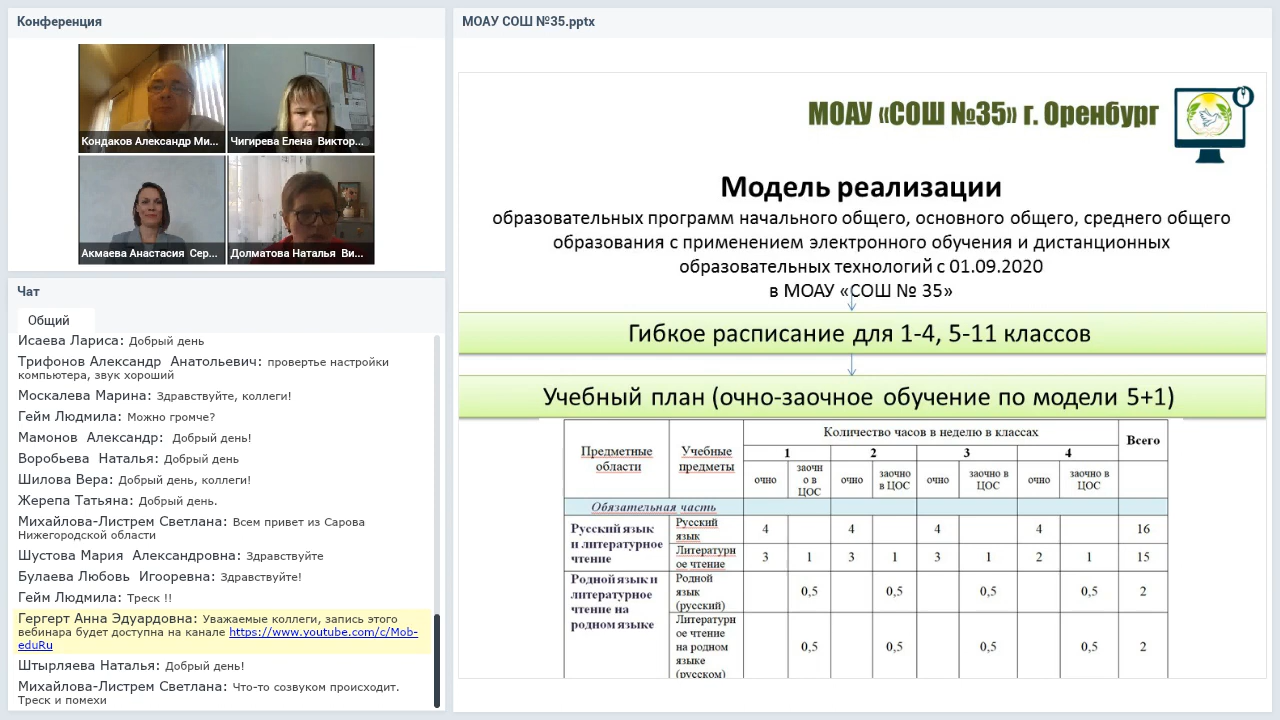 Конференция
Кондаков Александр Ми...
Чигирева Елена Виктор...
Акмаева Анастасия Сер...
Долматова Наталья Ви...
Чат
Общий
Исаева Лариса: Добрый день
Трифонов Александр Анатольевич: провертье настройки
компьютера, звук хороший
Москалева Марина: Здравствуйте, коллеги!
Гейм Людмила: Можно громче?
Мамонов Александр: Добрый день!
Воробьева Наталья: Добрый день
Шилова Вера: Добрый день, коллеги!
Жерепа Татьяна: Добрый день.
Михайлова-Листрем Светлана: Всем привет из Сарова
Нижегородской области
Шустова Мария Александровна: Здравствуйте
Булаева Любовь Игооревна: Здравствуйте!
Гейм Людмила: Треск !!
Гергерт Анна Эдуардовна: Уважаемые коллеги, запись этого
вебинара будет доступна на канале https://www.youtube.com/c/Mob-
eduRu
Штырляева Наталья: Добрый день!
Михайлова-Листрем Светлана: Что-то созвуком происходит.
Треск и помехи
МОАУ СОШ №35.pptx
МОАУ «СОШ №35» г. Оренбург
Модель реализации
образовательных программ начального общего, основного общего, среднего общего
образования с применением электронного обучения и дистанционных
образовательных технологий с 01.09.2020
в МОАУ «СОШ № 35»
Гибкое расписание для 1-4, 5-11 классов
Учебный план (очно-заочное обучение по модели 5+1)
Предметные области Учебные предметы Количество часов в неделю в классах Всего
1 2 3 4
очно заочн о в ЦОС очно заочно в ЦОС очно заочно в ЦОС очно заочно в ЦОС
Обязательная часть
Русский язык и литературное чтение Русский язык 4 4 4 4 16
Литературн ое чтение 3 1 3 1 3 1 2 1 15
Родной язык и литературное чтение на родном языке Родной язык (русский) 0,5 0,5 0,5 0,5 2
Литературн ое чтение на родном языке (русском) 0,5 0,5 0,5 0,5 2